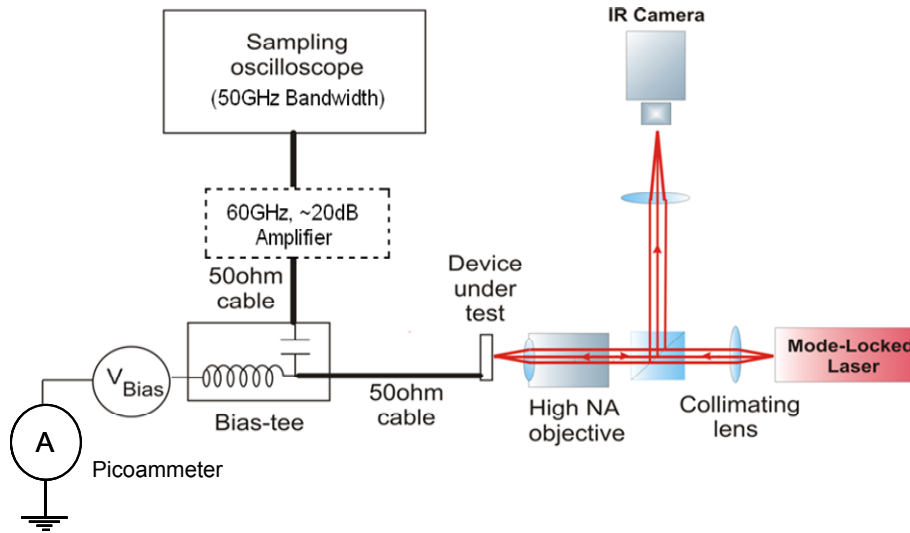 IR Camera
Sampling
oscilloscope
(50GHz Bandwidth)
60GHz, ~20dB
Amplifier
50ohm
cable
Device
under
test
Mode-Locked
Laser
V Bias
Bias-tee
50ohm
cable
High NA
objective
Collimating
lens
A
Picoammeter